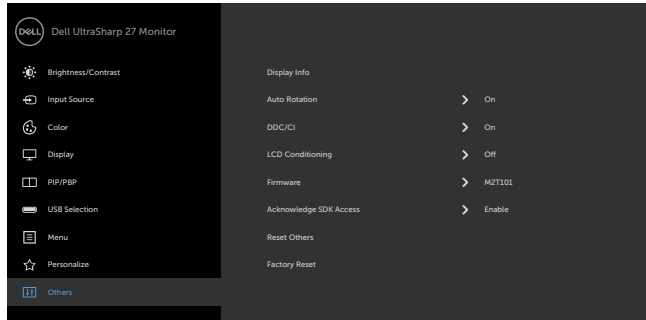 DELL Dell UltraSharp 27 Monitor
Brightness/Contrast Display Info
Input Source Auto Rotation On
Color DDC/CI On
Display LCD Conditioning Off
PIP/PBP Firmware M2T101
USB Selection Acknowledge SDK Access Enable
Menu Reset Others
Personalize Factory Reset
Others